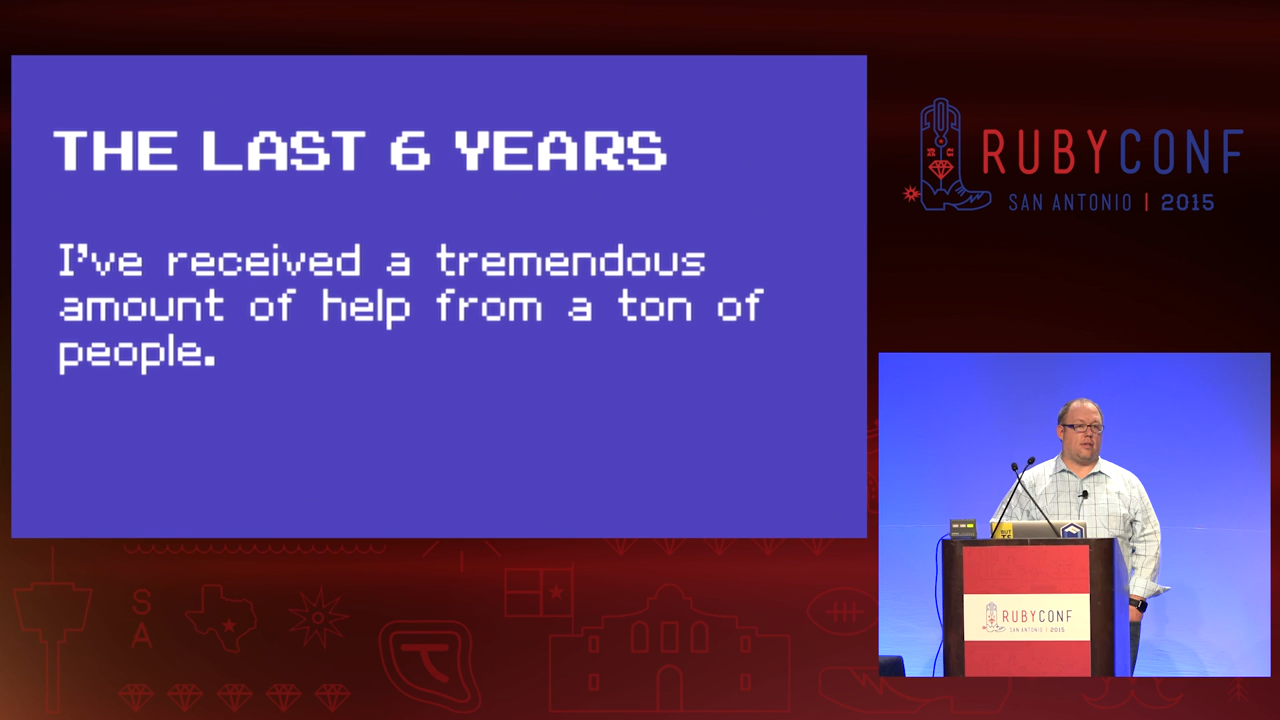 THE LAST 6 YEARS
I've received a tremendous
amount of help from a ton of
people.
RUBYCONF
SAN ANTONIO | 2015
RUBYCONF
SAN ANTONIO | 2015
S
A